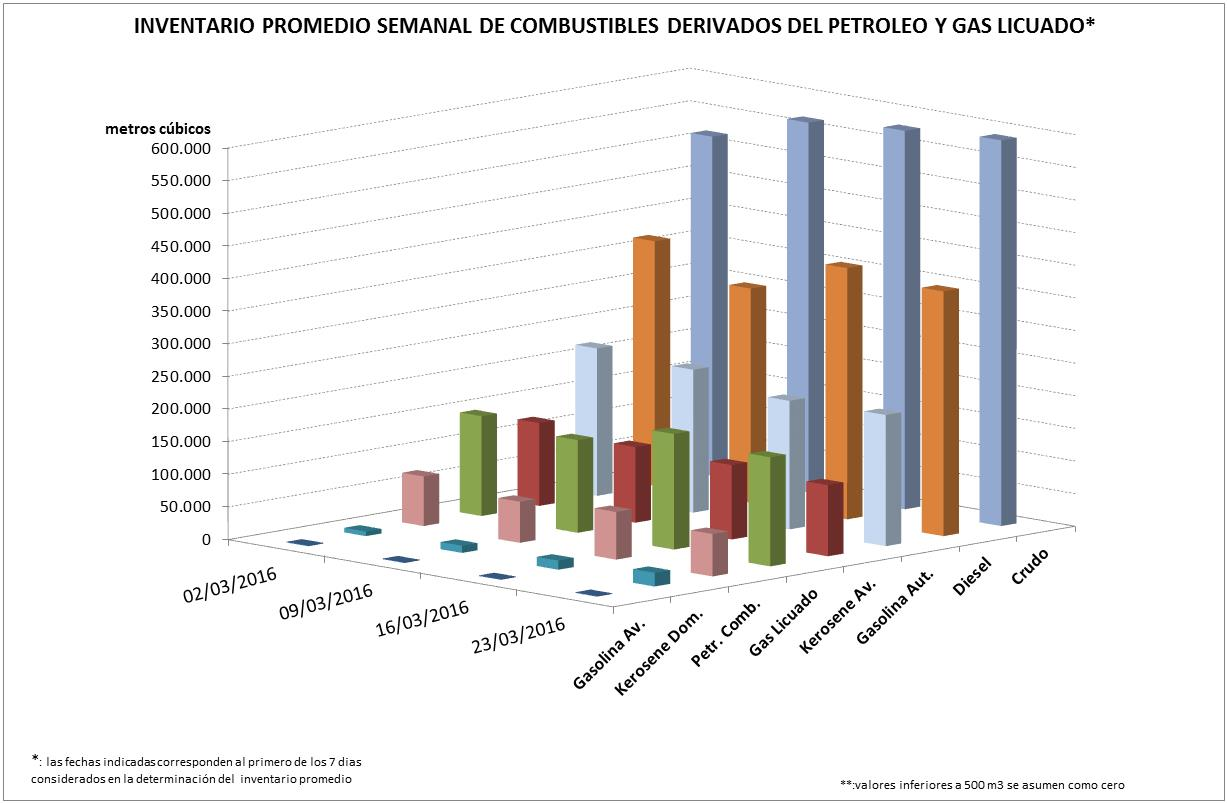 INVENTARIO PROMEDIO SEMANAL DE COMBUSTIBLES DERIVADOS DEL PETROLEO Y GAS LICUADO*
metros cúbicos
600.000
550.000
500.000
450.000
400.000
350.000
300.000
250.000
200.000
150.000
100.000
50.000
0
02/03/2016
09/03/2016
16/03/2016
23/03/2016
Gasolina Av.
Kerosene Dom.
Petr. Comb.
Gas Licuado
Kerosene Av.
Gasolina Aut.
Diesel
Crudo
*: las fechas indicadas corresponden al primero de los 7 dias
considerados en la determinación del inventario promedio
**:valores inferiores a 500 m3 se asumen como cero